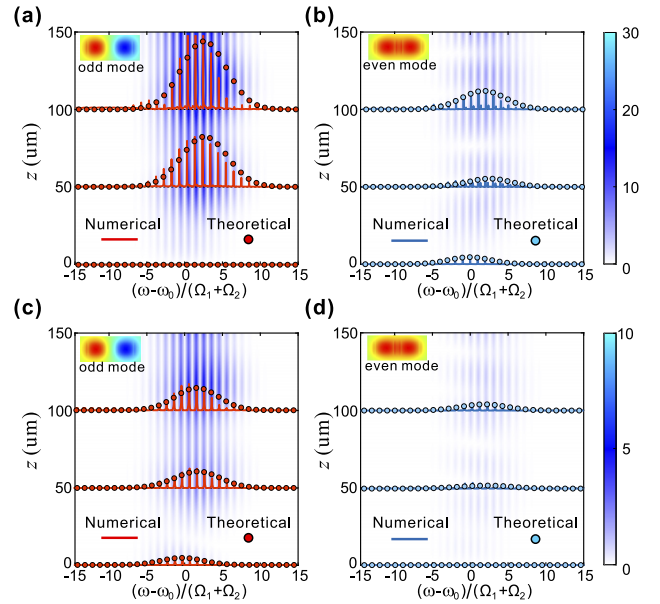 (a)
150
odd mode
100
z (um)
50
Numerical
Theoretical
0
-15 -10 -5 0 5 10 15
(ω-ω₀)/(Ω₁+Ω₂)
(b)
150
even mode
100
z (um)
50
Numerical
Theoretical
0
-15 -10 -5 0 5 10 15
(ω-ω₀)/(Ω₁+Ω₂)
30
20
10
0
(c)
150
odd mode
100
z (um)
50
Numerical
Theoretical
0
-15 -10 -5 0 5 10 15
(ω-ω₀)/(Ω₁+Ω₂)
(d)
150
even mode
100
z (um)
50
Numerical
Theoretical
0
-15 -10 -5 0 5 10 15
(ω-ω₀)/(Ω₁+Ω₂)
10
5
0